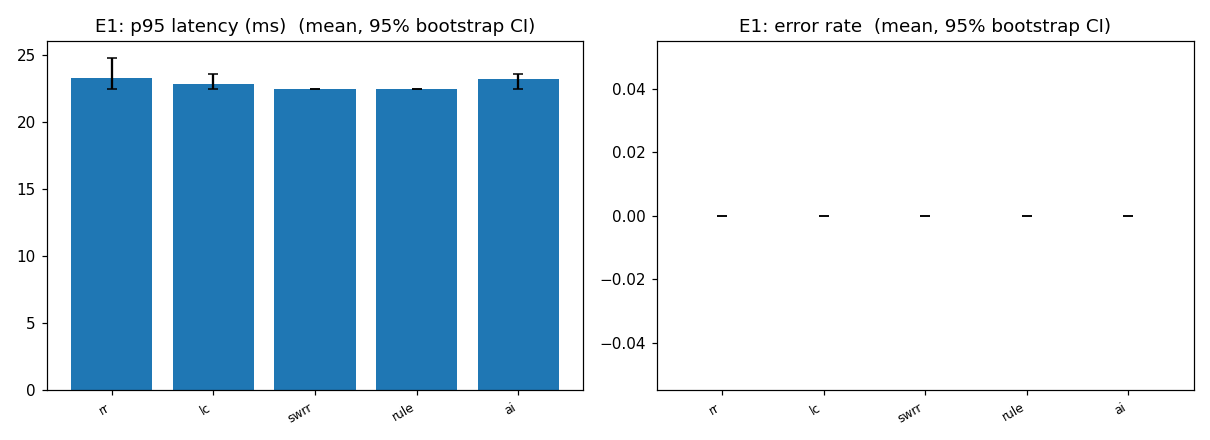 E1: p95 latency (ms)  (mean, 95% bootstrap CI)
25
20
15
10
5
0
rr
lc
swrr
rule
ai
E1: error rate  (mean, 95% bootstrap CI)
0.04
0.02
0.00
−0.02
−0.04
rr
lc
swrr
rule
ai